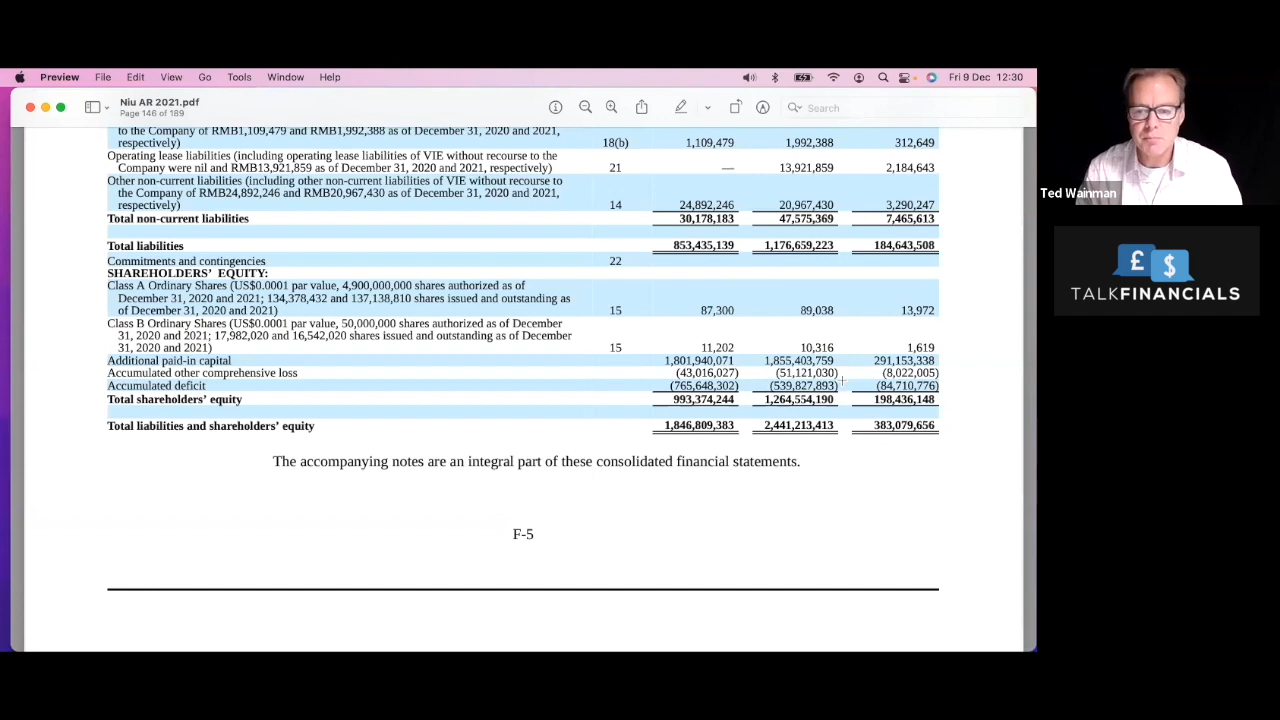 Preview File Edit View Go Tools Window Help Fri 9 Dec 12:30
Niu AR 2021.pdf
Page 146 of 189
Search
to the Company of RMB1,109,479 and RMB1,992,388 as of December 31, 2020 and 2021,
respectively) 18(b) 1,109,479 1,992,388 312,649
Operating lease liabilities (including operating lease liabilities of VIE without recourse to the
Company were nil and RMB13,921,859 as of December 31, 2020 and 2021, respectively) 21 — 13,921,859 2,184,643
Other non-current liabilities (including other non-current liabilities of VIE without recourse to
the Company of RMB24,892,246 and RMB20,967,430 as of December 31, 2020 and 2021,
respectively) 14 24,892,246 20,967,430 3,290,247
Total non-current liabilities 30,178,183 47,575,369 7,465,613
Total liabilities 853,435,139 1,176,659,223 184,643,508
Commitments and contingencies 22
SHAREHOLDERS' EQUITY:
Class A Ordinary Shares (US$0.0001 par value, 4,900,000,000 shares authorized as of
December 31, 2020 and 2021; 134,378,432 and 137,138,810 shares issued and outstanding as
of December 31, 2020 and 2021) 15 87,300 89,038 13,972
Class B Ordinary Shares (US$0.0001 par value, 50,000,000 shares authorized as of December
31, 2020 and 2021; 17,982,020 and 16,542,020 shares issued and outstanding as of December
31, 2020 and 2021) 15 11,202 10,316 1,619
Additional paid-in capital 1,801,940,071 1,855,403,759 291,153,338
Accumulated other comprehensive loss (43,016,027) (51,121,030) (8,022,005)
Accumulated deficit (765,648,302) (539,827,893) (84,710,776)
Total shareholders' equity 993,374,244 1,264,554,190 198,436,148
Total liabilities and shareholders' equity 1,846,809,383 2,441,213,413 383,079,656
The accompanying notes are an integral part of these consolidated financial statements.
F-5
Ted Wainman
£ $
TALKFINANCIALS